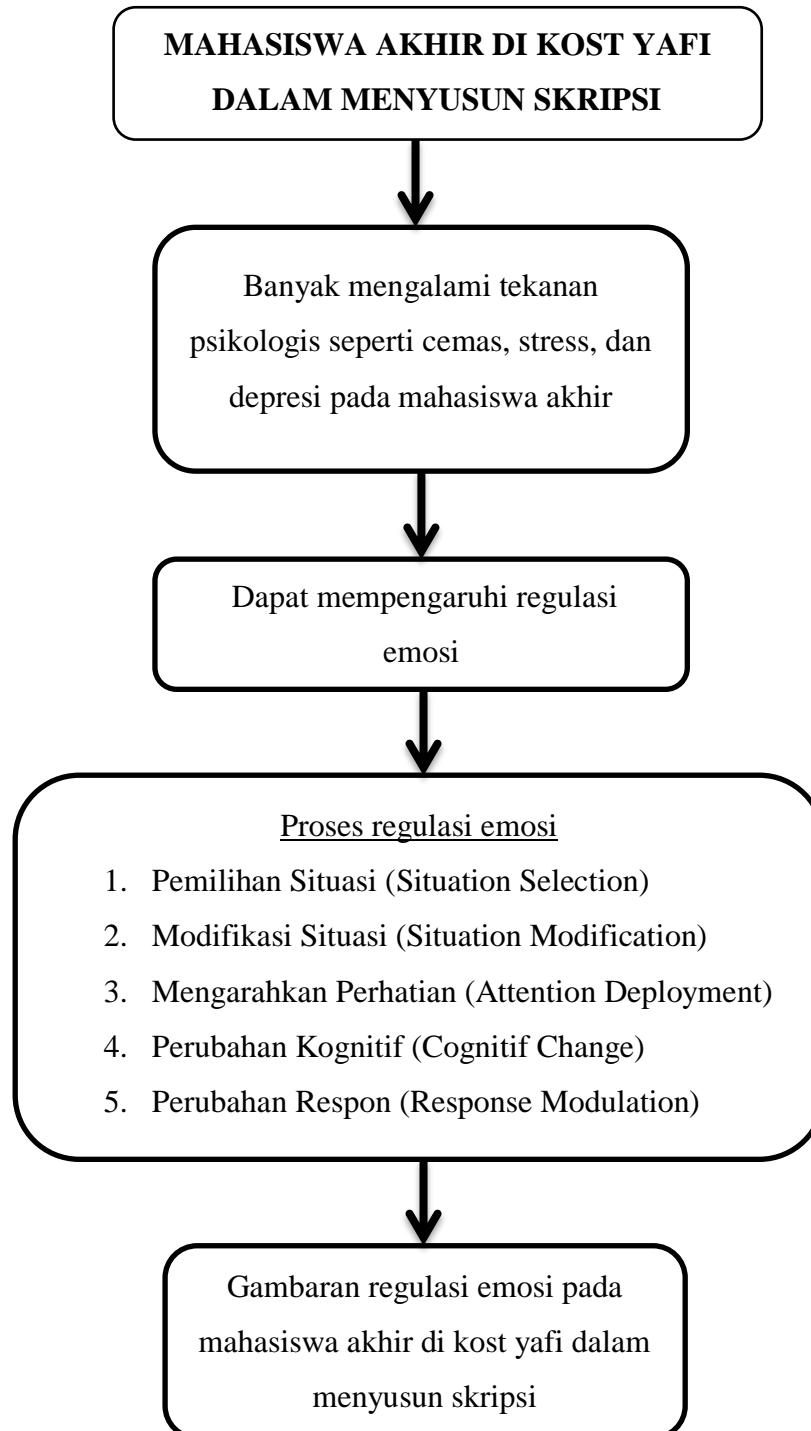 MAHASISWA AKHIR DI KOST YAFI
DALAM MENYUSUN SKRIPSI
Banyak mengalami tekanan
psikologis seperti cemas, stress, dan
depresi pada mahasiswa akhir
Dapat mempengaruhi regulasi
emosi
Proses regulasi emosi
1. Pemilihan Situasi (Situation Selection)
2. Modifikasi Situasi (Situation Modification)
3. Mengarahkan Perhatian (Attention Deployment)
4. Perubahan Kognitif (Cognitif Change)
5. Perubahan Respon (Response Modulation)
Gambaran regulasi emosi pada
mahasiswa akhir di kost yafi dalam
menyusun skripsi